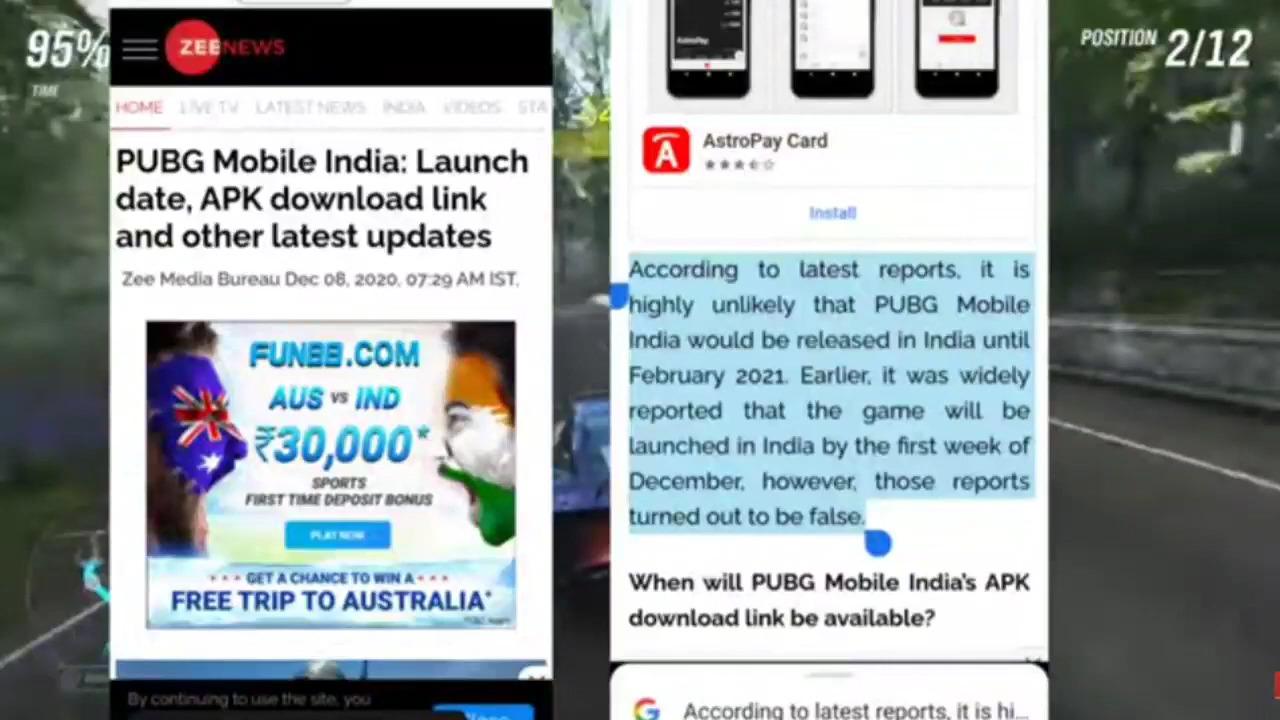 95%
TIME
POSITION 2/12
ZEE NEWS
HOME LIVE TV LATEST NEWS INDIA VIDEOS STA
PUBG Mobile India: Launch
date, APK download link
and other latest updates
Zee Media Bureau Dec 08, 2020, 07:29 AM IST,
FUN88.COM
AUS vs IND
₹30,000*
SPORTS
FIRST TIME DEPOSIT BONUS
PLAY NOW
GET A CHANCE TO WIN A
FREE TRIP TO AUSTRALIA*
By continuing to use the site, you
AstroPay
A
AstroPay Card
Install
According to latest reports, it is
highly unlikely that PUBG Mobile
India would be released in India until
February 2021. Earlier, it was widely
reported that the game will be
launched in India by the first week of
December, however, those reports
turned out to be false.
When will PUBG Mobile India's APK
download link be available?
G According to latest reports, it is hi...